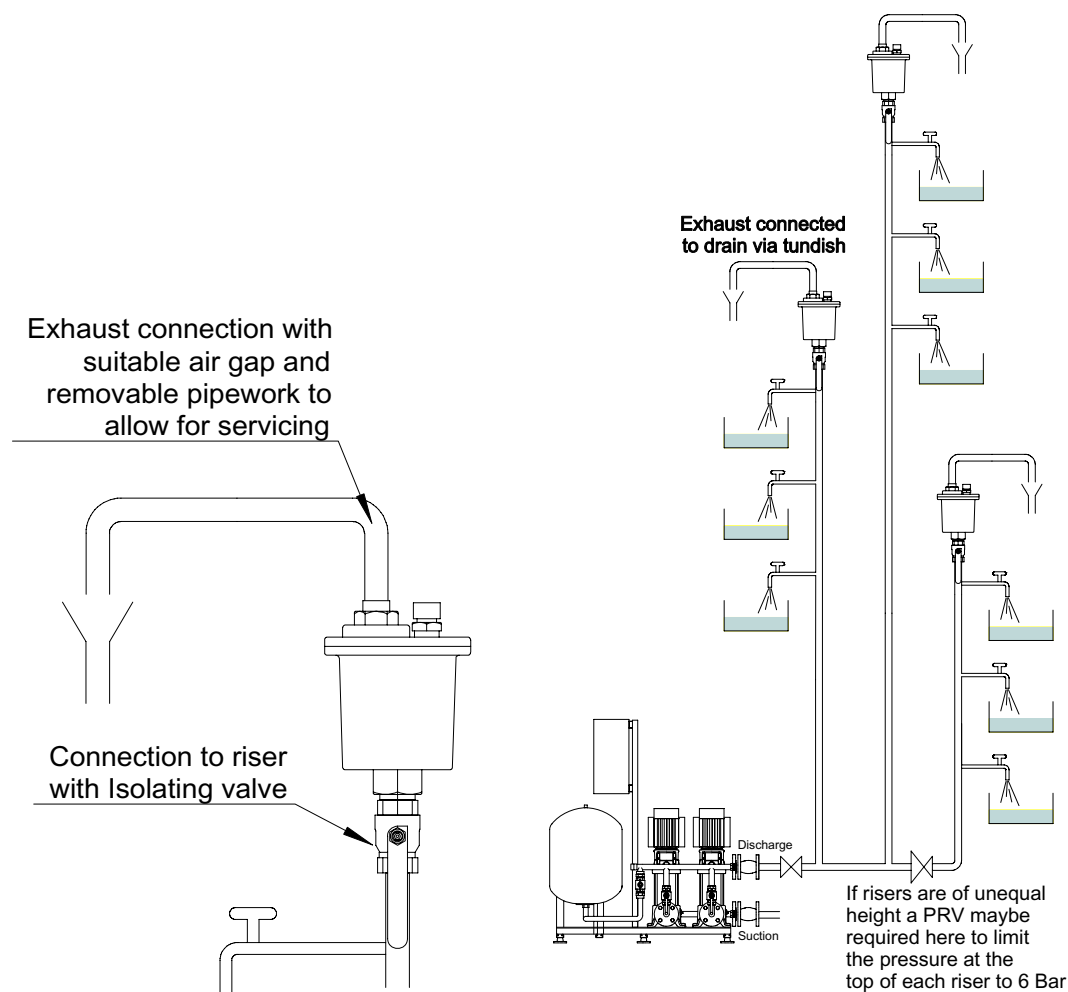 Exhaust connected
to drain via tundish
Exhaust connection with
suitable air gap and
removable pipework to
allow for servicing
Connection to riser
with Isolating valve
Discharge
Suction
If risers are of unequal
height a PRV maybe
required here to limit
the pressure at the
top of each riser to 6 Bar